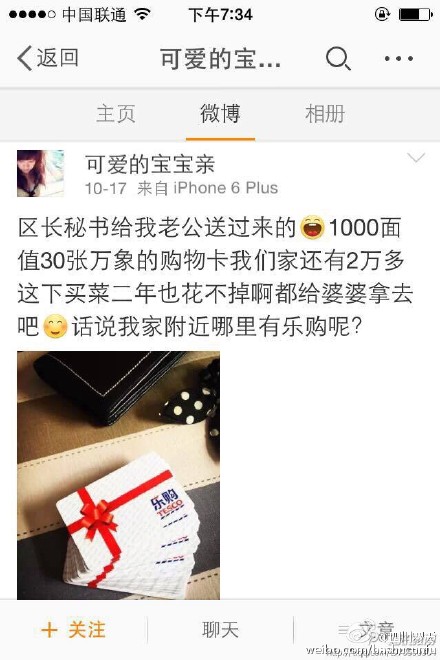 中国联通 下午7:34
返回 可爱的宝... 
主页 微博 相册
可爱的宝宝亲
10-17 来自 iPhone 6 Plus
区长秘书给我老公送过来的😄1000面
值30张万象的购物卡我们家还有2万多
这下买菜二年也花不掉啊都给婆婆拿去
吧😊话说我家附近哪里有乐购呢?
乐购
TESCO
+ 关注 聊天 文章